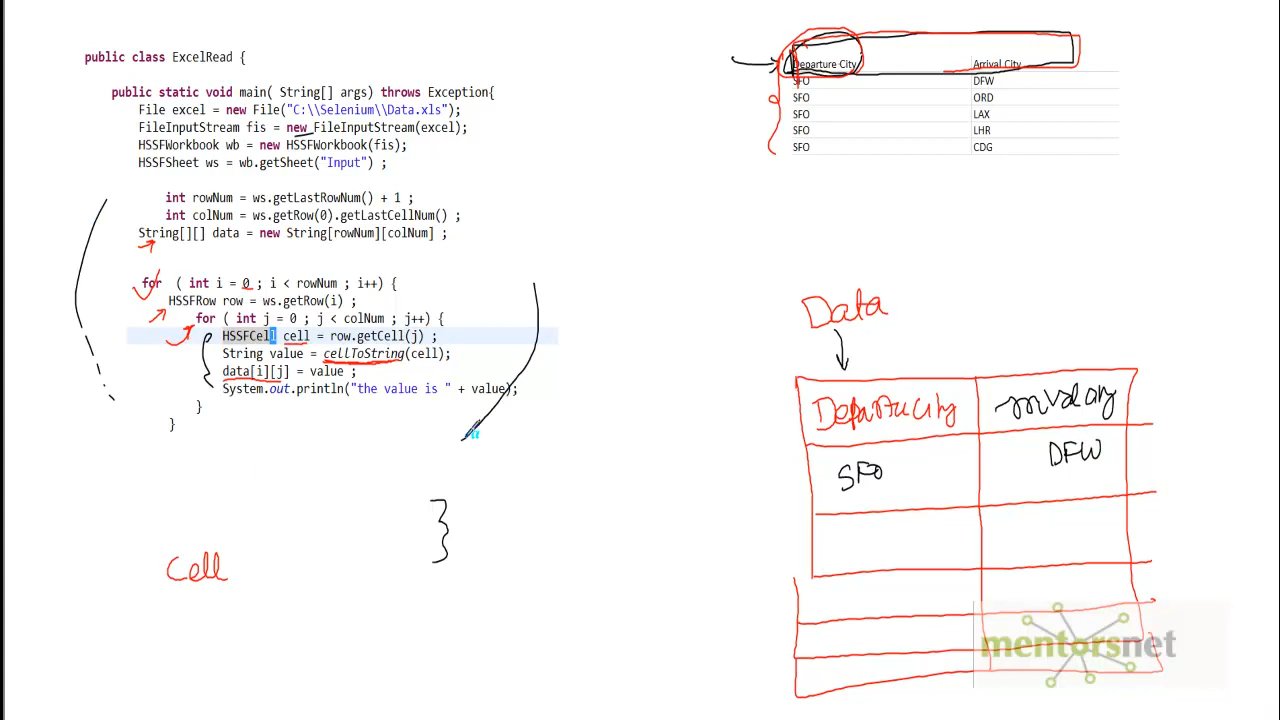 public class ExcelRead {
public static void main( String[] args) throws Exception{
File excel = new File("C:\\Selenium\\Data.xls");
FileInputStream fis = new FileInputStream(excel);
HSSFWorkbook wb = new HSSFWorkbook(fis);
HSSFSheet ws = wb.getSheet("Input") ;
int rowNum = ws.getLastRowNum() + 1 ;
int colNum = ws.getRow(0).getLastCellNum() ;
String[][] data = new String[rowNum][colNum] ;
for ( int i = 0 ; i < rowNum ; i++) {
HSSFRow row = ws.getRow(i) ;
for ( int j = 0 ; j < colNum ; j++) {
HSSFCell cell = row.getCell(j) ;
String value = cellToString(cell);
data[i][j] = value ;
System.out.println("the value is " + value);
}
}
}
cell
Departure City Arrival City
SFO DFW
SFO ORD
SFO LAX
SFO LHR
SFO CDG
Data
SFO DFW
mentorsnet